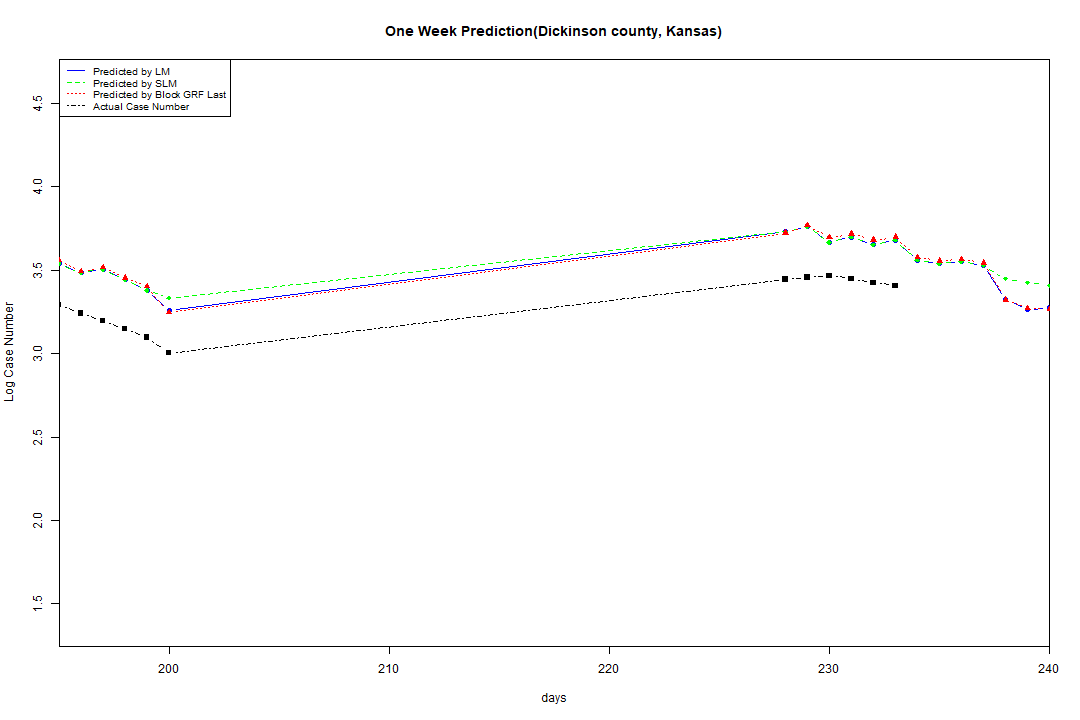 One Week Prediction(Dickinson county, Kansas)
Predicted by LM
Predicted by SLM
Predicted by Block GRF Last
Actual Case Number
4.5
4.0
3.5
3.0
2.5
2.0
1.5
Log Case Number
200 210 220 230 240
days